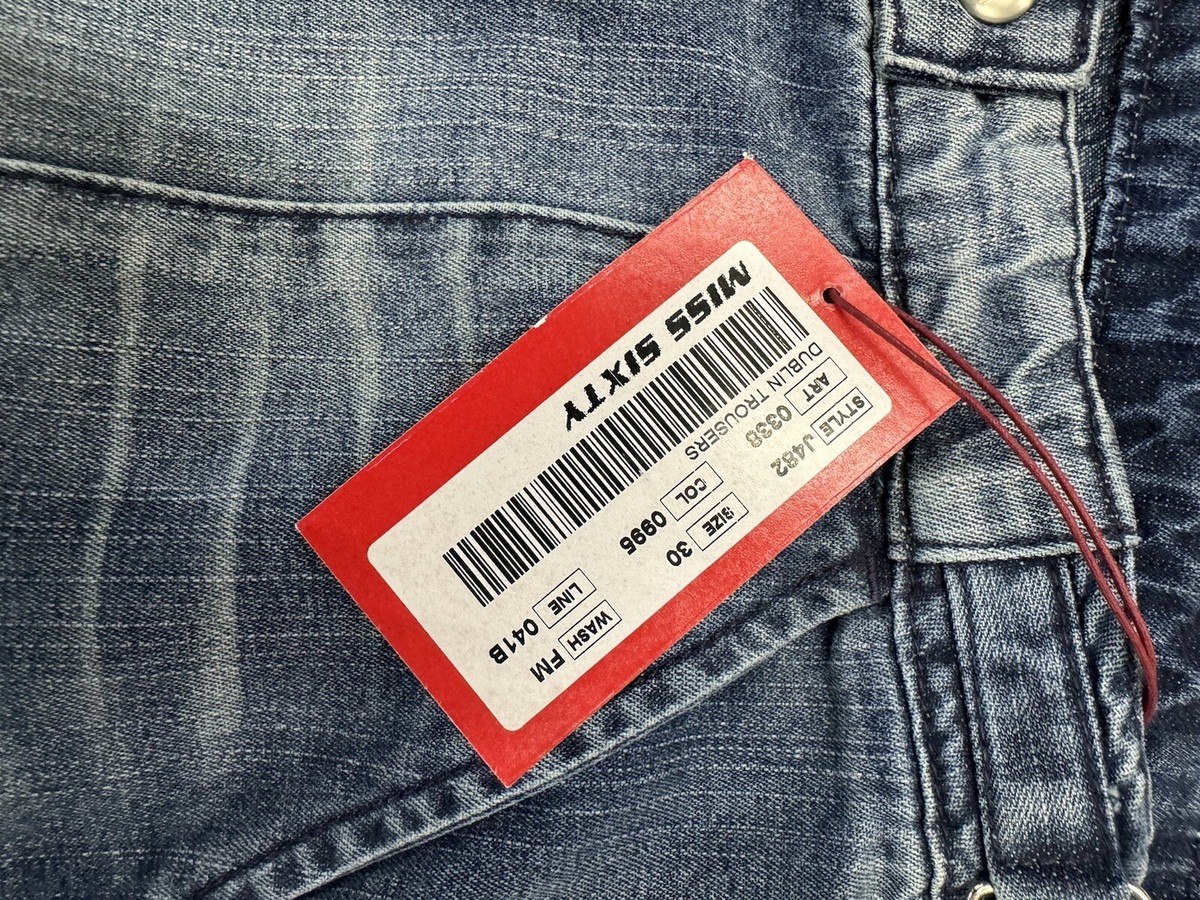 STYLE J482 SIZE 30 WASH FM
ART 0338 COL 0995 LINE 041B
DUBLIN TROUSERS
MISS SIXTY